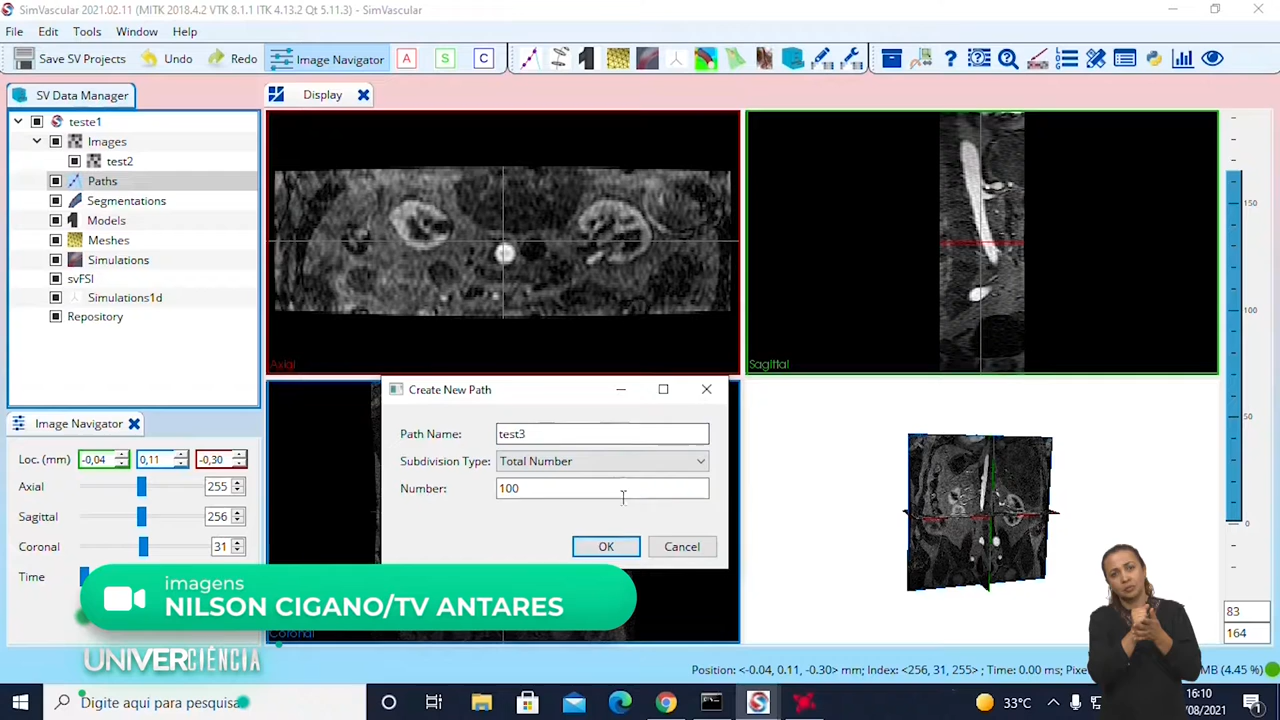 SimVascular 2021.02.11 (MITK 2018.4.2 VTK 8.1.1 ITK 4.13.2 Qt 5.11.3) - SimVascular
File Edit Tools Window Help
Save SV Projects Undo Redo Image Navigator A S C
SV Data Manager
Display
teste1
Images
test2
Paths
Segmentations
Models
Meshes
Simulations
svFSI
Simulations1d
Repository
Axial
Sagittal
150
100
50
0
83
164
Image Navigator
Loc. (mm) -0,04 0,11 -0,30
Axial 255
Sagittal 256
Coronal 31
Time
Create New Path
Path Name: test3
Subdivision Type: Total Number
Number: 100
OK Cancel
imagens
NILSON CIGANO/TV ANTARES
Coronal
UNIVERCIÊNCIA
Position: <-0.04, 0.11, -0.30> mm; Index: <256, 31, 255> ; Time: 0.00 ms; Pixe
MB (4.45 %)
Digite aqui para pesquisa
33°C
16:10
/08/2021